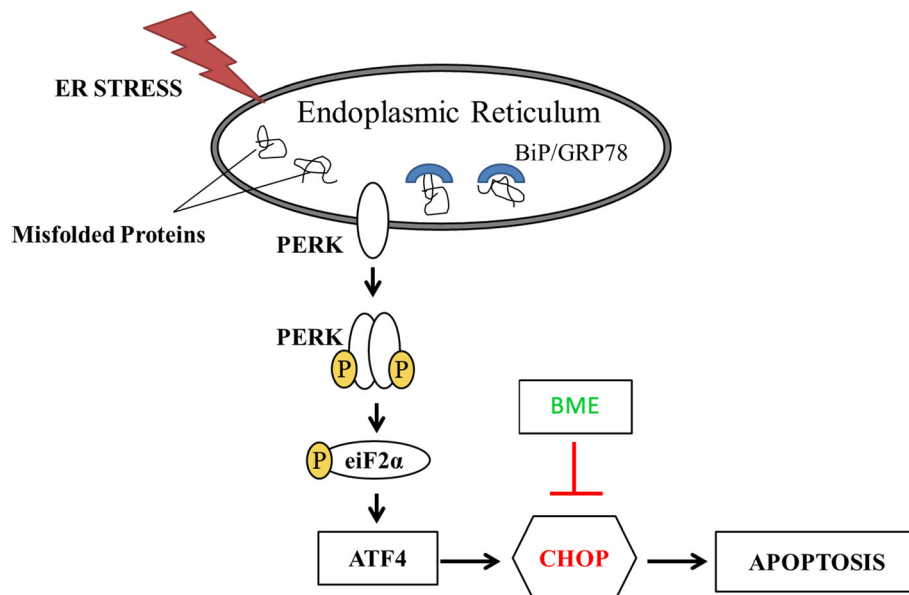 ER STRESS
Endoplasmic Reticulum
BiP/GRP78
Misfolded Proteins
PERK
PERK
P
P
BME
P
eiF2α
ATF4
CHOP
APOPTOSIS